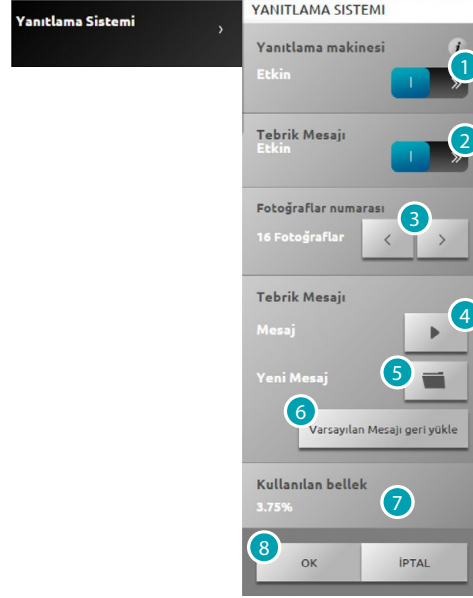 Yanıtlama Sistemi
YANITLAMA SISTEMI
Yanıtlama makinesi
i
1
Etkin
Tebrik Mesajı
2
Etkin
Fotoğraflar numarası
3
16 Fotoğraflar
Tebrik Mesajı
4
Mesaj
5
Yeni Mesaj
6
Varsayılan Mesajı geri yükle
Kullanılan bellek
7
3.75%
8
OK
İPTAL